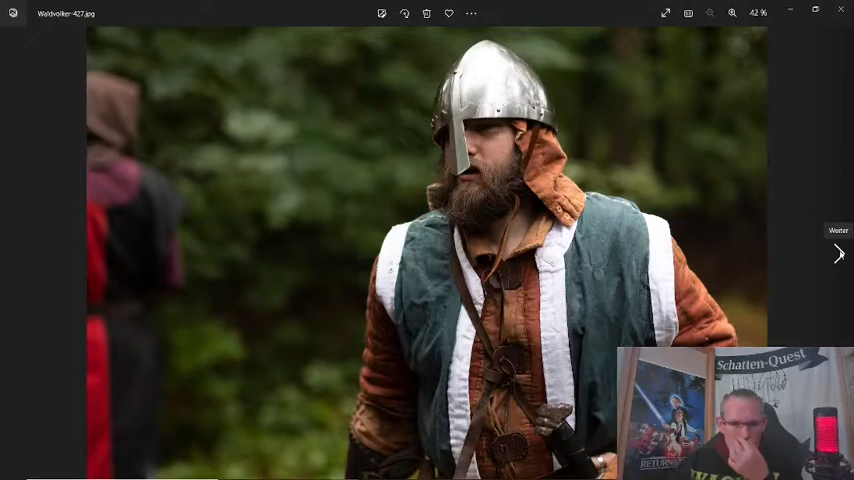 Waldvolker-427.jpg
42 %
Weiter
Schatten-Quest
RETURN